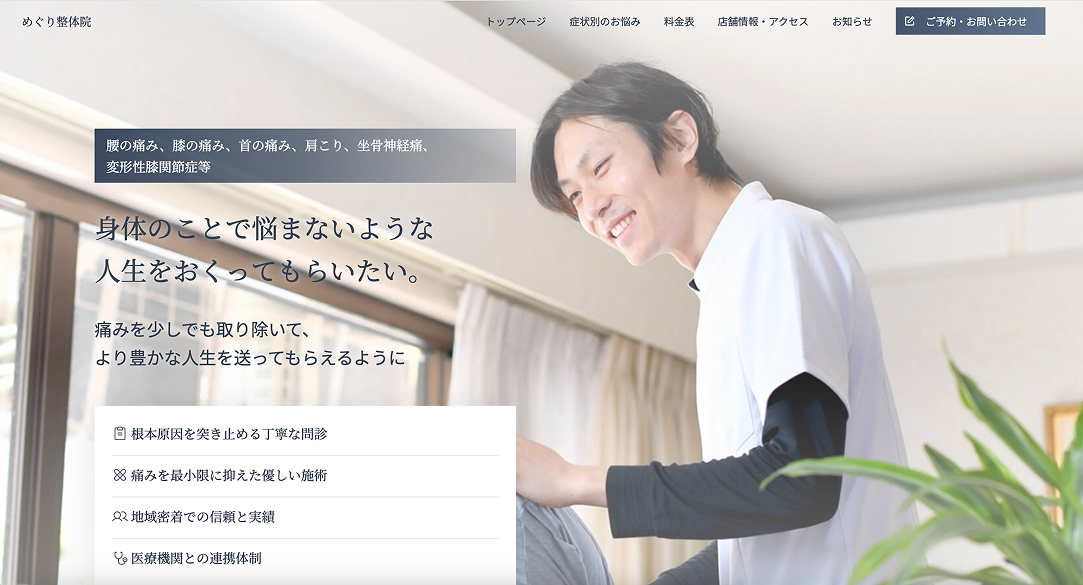 めぐり整体院
トップページ
症状別のお悩み
料金表
店舗情報・アクセス
お知らせ
ご予約・お問い合わせ
腰の痛み、膝の痛み、首の痛み、肩こり、坐骨神経痛、
変形性膝関節症等
身体のことで悩まないような
人生をおくってもらいたい。
痛みを少しでも取り除いて、
より豊かな人生を送ってもらえるように
根本原因を突き止める丁寧な問診
痛みを最小限に抑えた優しい施術
地域密着での信頼と実績
医療機関との連携体制